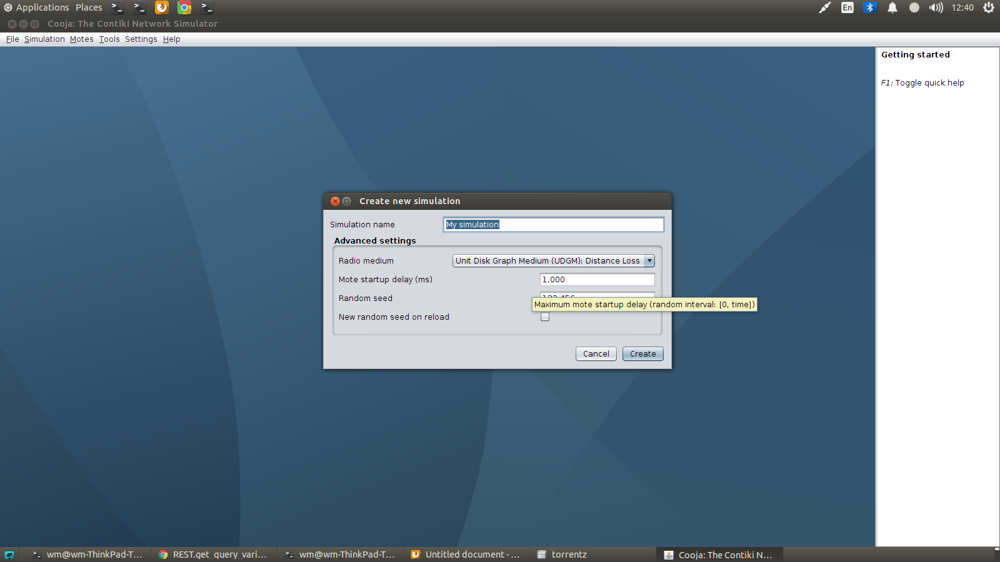 Applications Places
En
12:40
Cooja: The Contiki Network Simulator
File Simulation Motes Tools Settings Help
Getting started
F1: Toggle quick help
Create new simulation
Simulation name My simulation
Advanced settings
Radio medium Unit Disk Graph Medium (UDGM): Distance Loss
Mote startup delay (ms) 1,000
Random seed
Maximum mote startup delay (random interval: [0, time])
New random seed on reload
Cancel Create
wm@wm-ThinkPad-T...
REST.get_query_vari...
wm@wm-ThinkPad-T...
Untitled document - ...
torrentz
Cooja: The Contiki N...